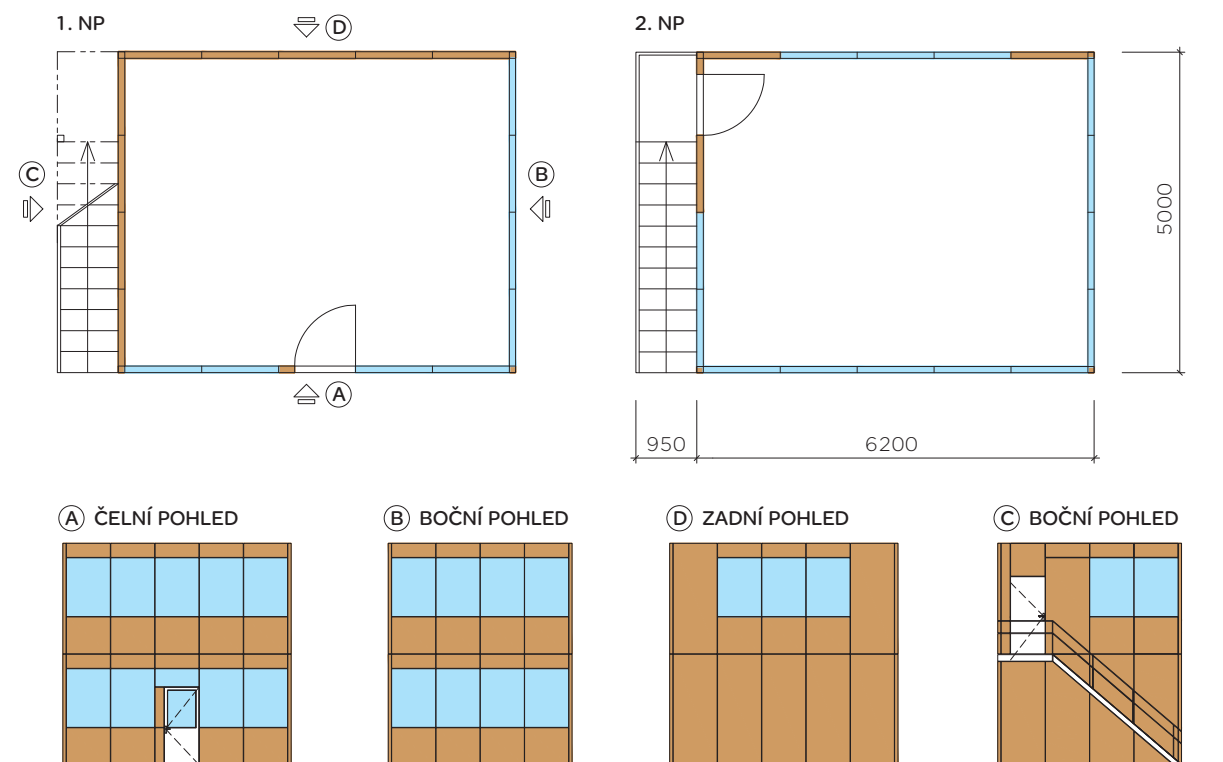 1. NP
D
2. NP
C
B
5000
A
950
6200
A ČELNÍ POHLED
B BOČNÍ POHLED
D ZADNÍ POHLED
C BOČNÍ POHLED